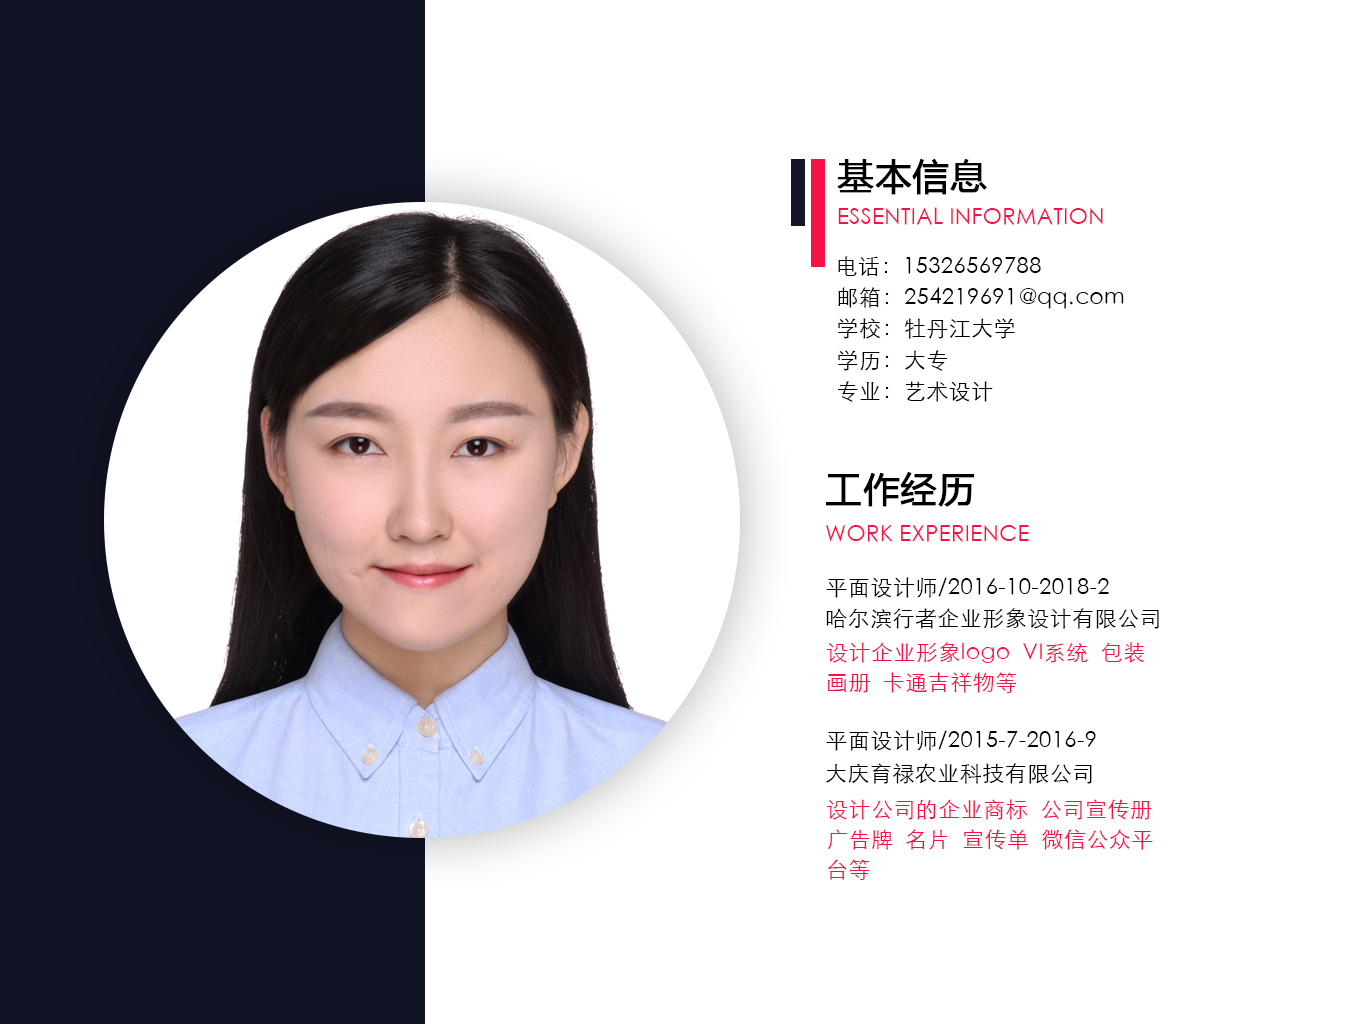 基本信息
ESSENTIAL INFORMATION
电话：15326569788
邮箱：254219691@qq.com
学校：牡丹江大学
学历：大专
专业：艺术设计
工作经历
WORK EXPERIENCE
平面设计师/2016-10-2018-2
哈尔滨行者企业形象设计有限公司
设计企业形象logo VI系统 包装
画册 卡通吉祥物等
平面设计师/2015-7-2016-9
大庆育禄农业科技有限公司
设计公司的企业商标 公司宣传册
广告牌 名片 宣传单 微信公众平
台等